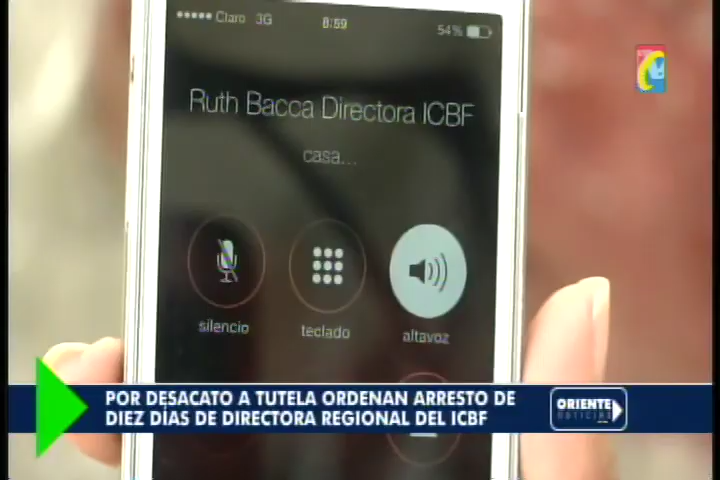 Claro 3G 8:59 54%
Ruth Bacca Directora ICBF
casa...
silencio teclado altavoz
POR DESACATO A TUTELA ORDENAN ARRESTO DE
DIEZ DÍAS DE DIRECTORA REGIONAL DEL ICBF
ORIENTE
NOTICIAS